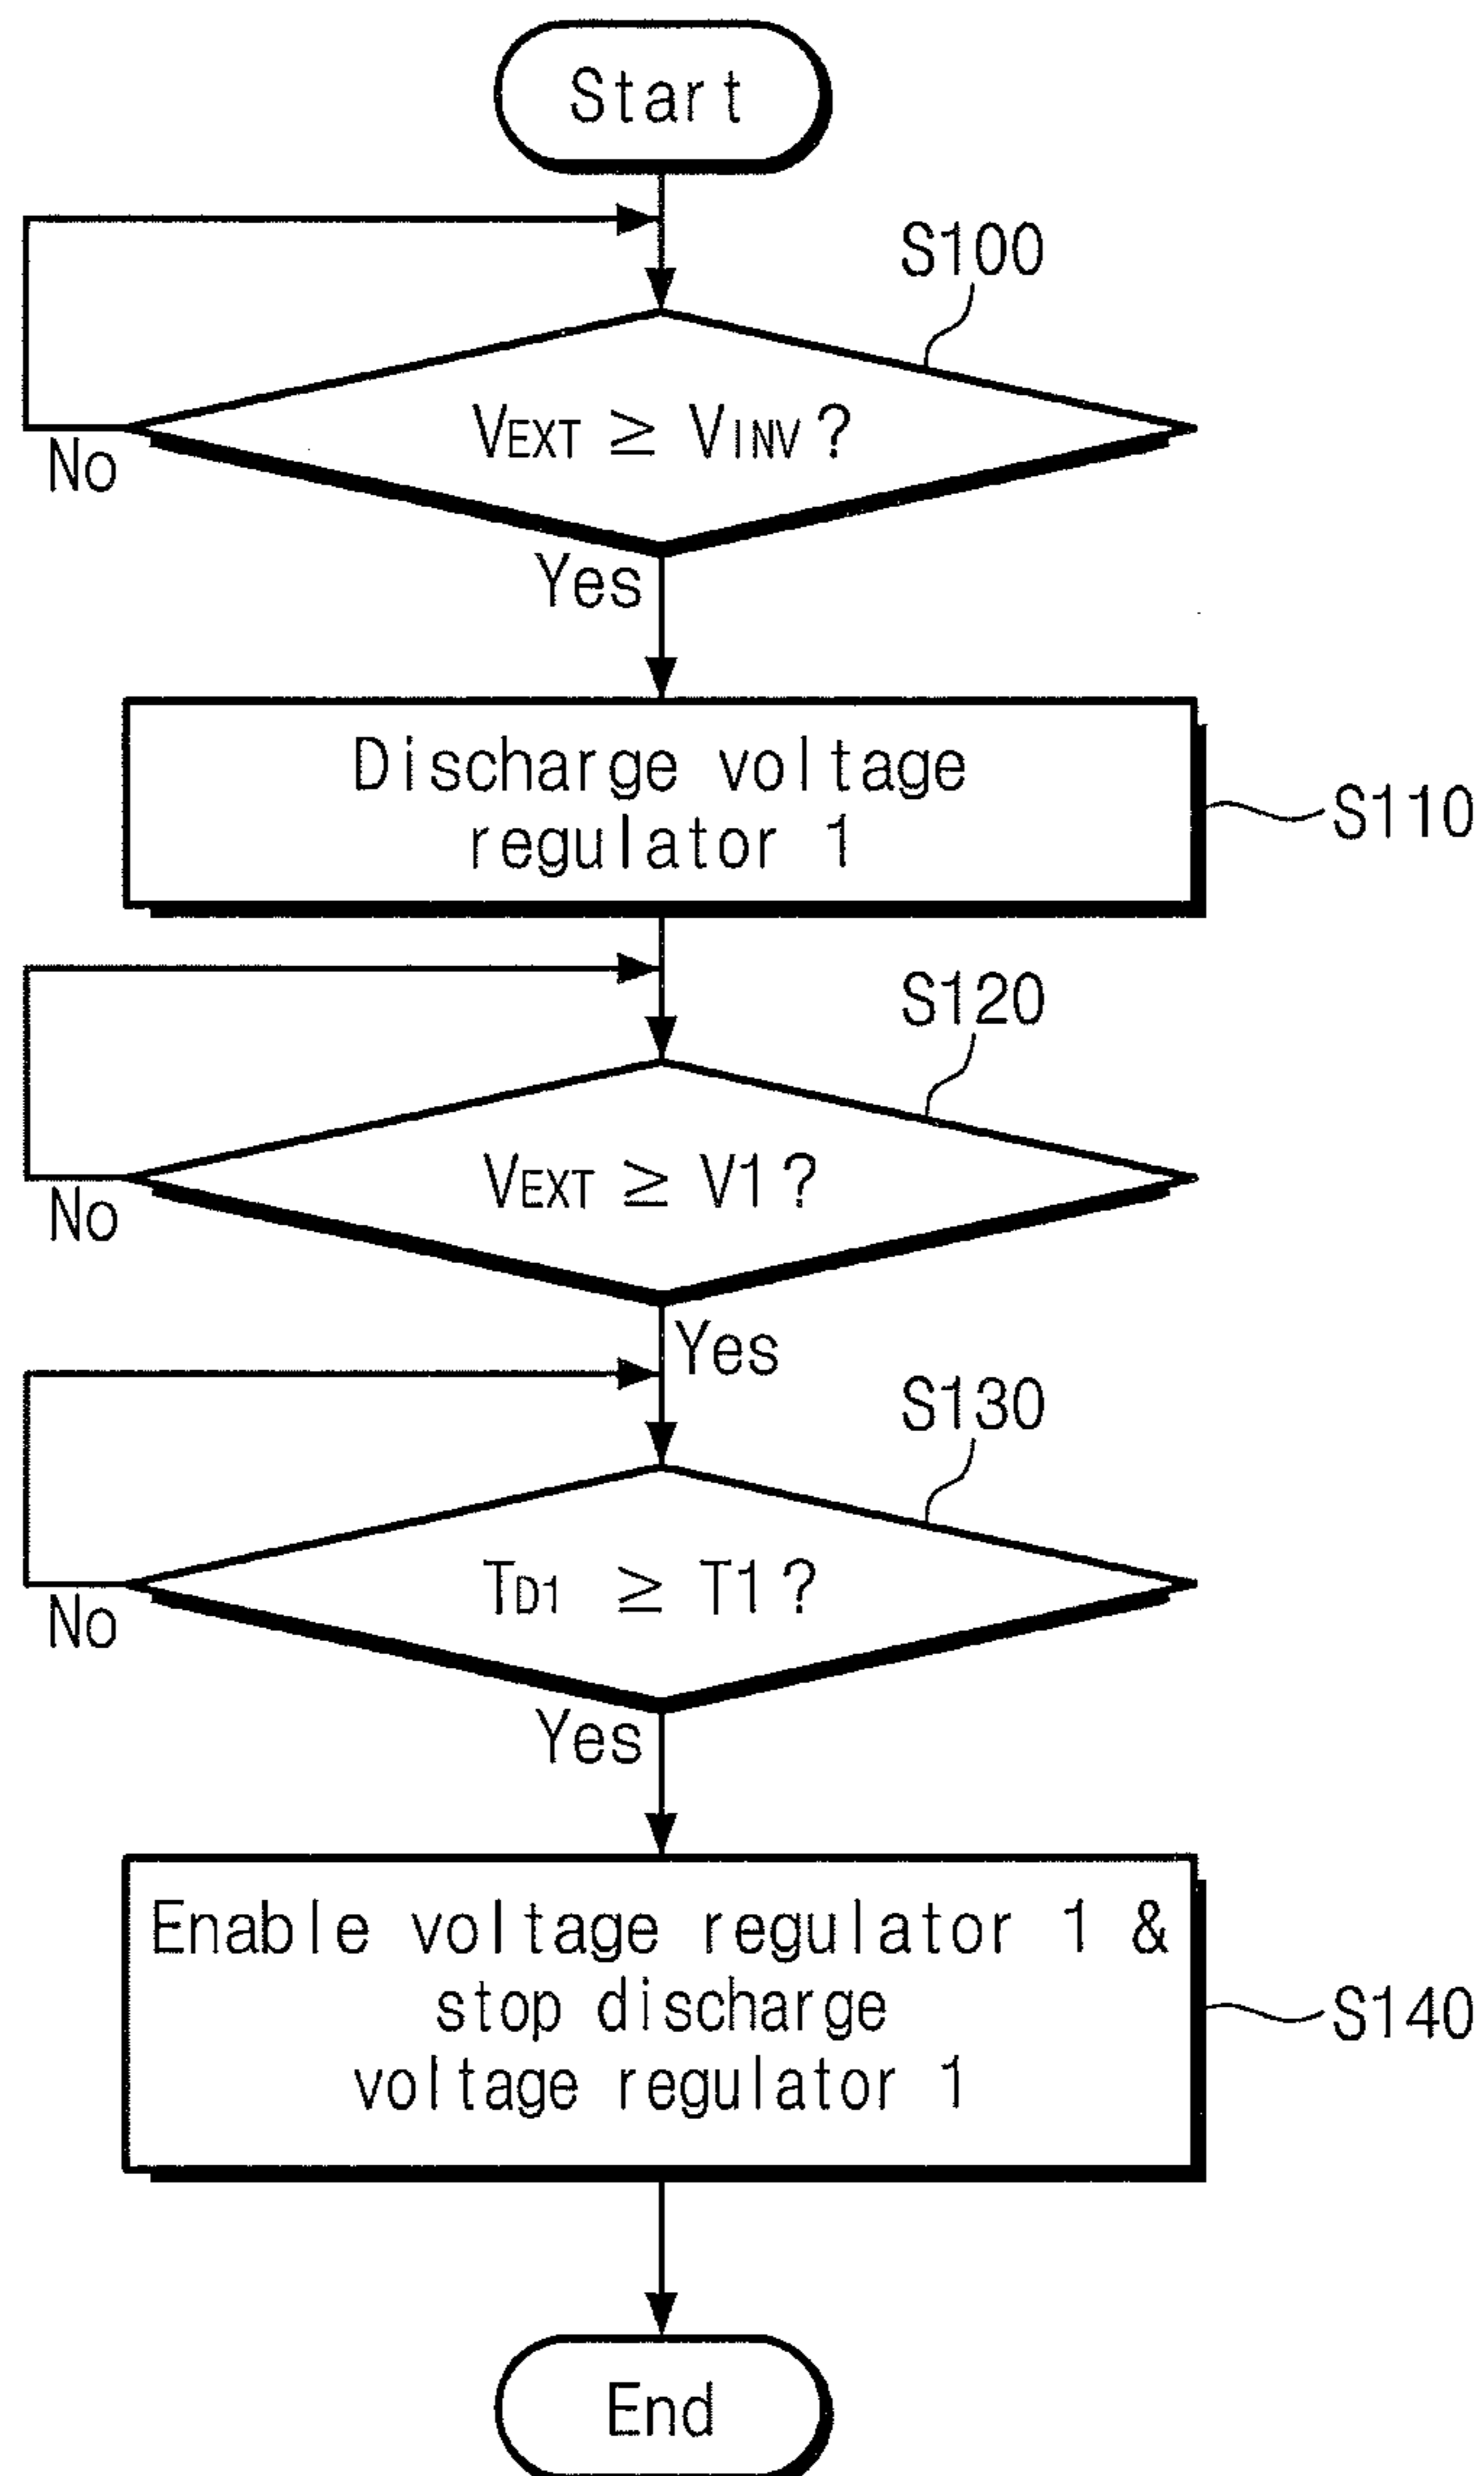 Start
S100
VEXT ≥ VINV?
No
Yes
Discharge voltage
regulator 1
S110
S120
VEXT ≥ V1?
No
Yes
S130
TD1 ≥ T1?
No
Yes
Enable voltage regulator 1 &
stop discharge
voltage regulator 1
S140
End